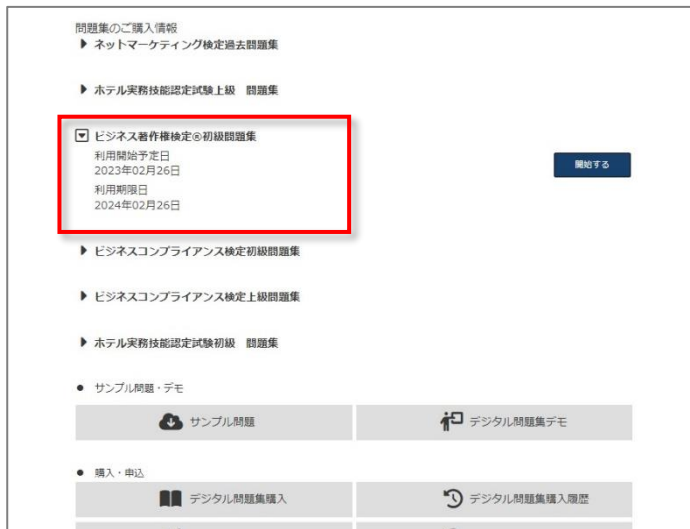 問題集のご購入情報
ネットマーケティング検定過去問題集
ホテル実務技能認定試験上級　問題集
ビジネス著作権検定®初級問題集
利用開始予定日
2023年02月26日
開始する
利用期限日
2024年02月26日
ビジネスコンプライアンス検定初級問題集
ビジネスコンプライアンス検定上級問題集
ホテル実務技能認定試験初級　問題集
サンプル問題・デモ
サンプル問題
デジタル問題集デモ
購入・申込
デジタル問題集購入
デジタル問題集購入履歴